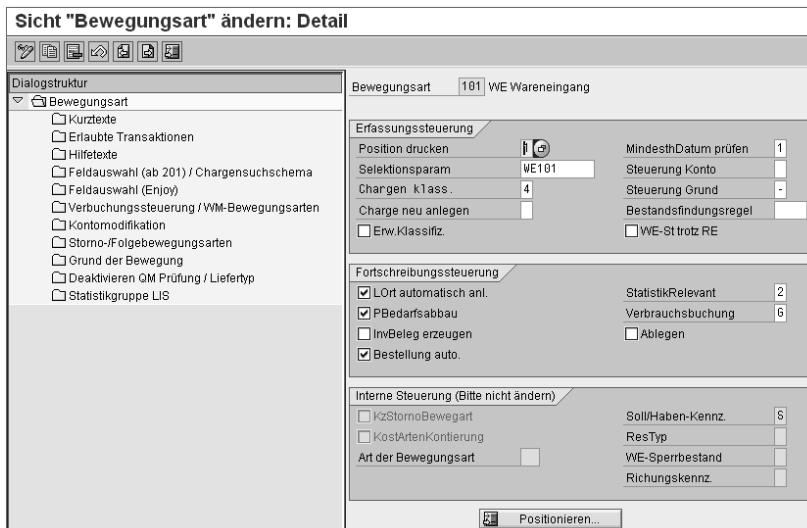 Sicht "Bewegungsart" ändern: Detail
Dialogstruktur
Bewegungsart
Kurztexte
Erlaubte Transaktionen
Hilfetexte
Feldauswahl (ab 201) / Chargensuchschema
Feldauswahl (Enjoy)
Verbuchungssteuerung / WM-Bewegungsarten
Kontomodifikation
Storno-/Folgebewegungsarten
Grund der Bewegung
Deaktivieren QM Prüfung / Liefertyp
Statistikgruppe LIS
Bewegungsart 101 WE Wareneingang
Erfassungssteuerung
Position drucken 1 MindesthDatum prüfen 1
Selektionsparam WE101 Steuerung Konto
Chargen klass. 4 Steuerung Grund -
Charge neu anlegen Bestandsfindungsregel
Erw.Klassifiz. WE-St trotz RE
Fortschreibungssteuerung
LOrt automatisch anl. StatistikRelevant 2
PBedarfsabbau Verbrauchsbuchung G
InvBeleg erzeugen Ablegen
Bestellung auto.
Interne Steuerung (Bitte nicht ändern)
KzStornoBewegart Soll/Haben-Kennz. S
KostArtenKontierung ResTyp
Art der Bewegungsart WE-Sperrbestand
Richungskennz.
Positionieren...